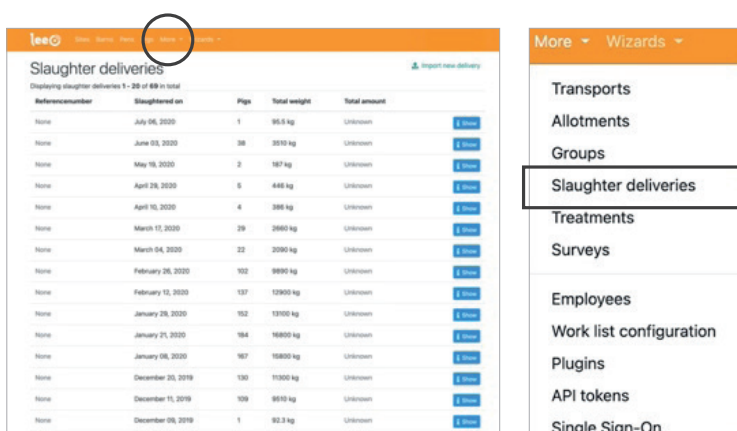 leeO Sites Barns Pens Pigs More Wizards
Slaughter deliveries
Import new delivery
Displaying slaughter deliveries 1 - 20 of 69 in total
Referencenumber Slaughtered on Pigs Total weight Total amount
None July 06, 2020 1 95.5 kg Unknown Show
None June 03, 2020 38 3510 kg Unknown Show
None May 19, 2020 2 187 kg Unknown Show
None April 29, 2020 5 446 kg Unknown Show
None April 10, 2020 4 386 kg Unknown Show
None March 17, 2020 29 2660 kg Unknown Show
None March 04, 2020 22 2090 kg Unknown Show
None February 26, 2020 102 9890 kg Unknown Show
None February 12, 2020 137 12900 kg Unknown Show
None January 29, 2020 152 13100 kg Unknown Show
None January 21, 2020 184 16800 kg Unknown Show
None January 08, 2020 167 15800 kg Unknown Show
None December 20, 2019 130 11300 kg Unknown Show
None December 11, 2019 109 9510 kg Unknown Show
None December 09, 2019 1 92.3 kg Unknown Show
More Wizards
Transports
Allotments
Groups
Slaughter deliveries
Treatments
Surveys
Employees
Work list configuration
Plugins
API tokens
Single Sign-On